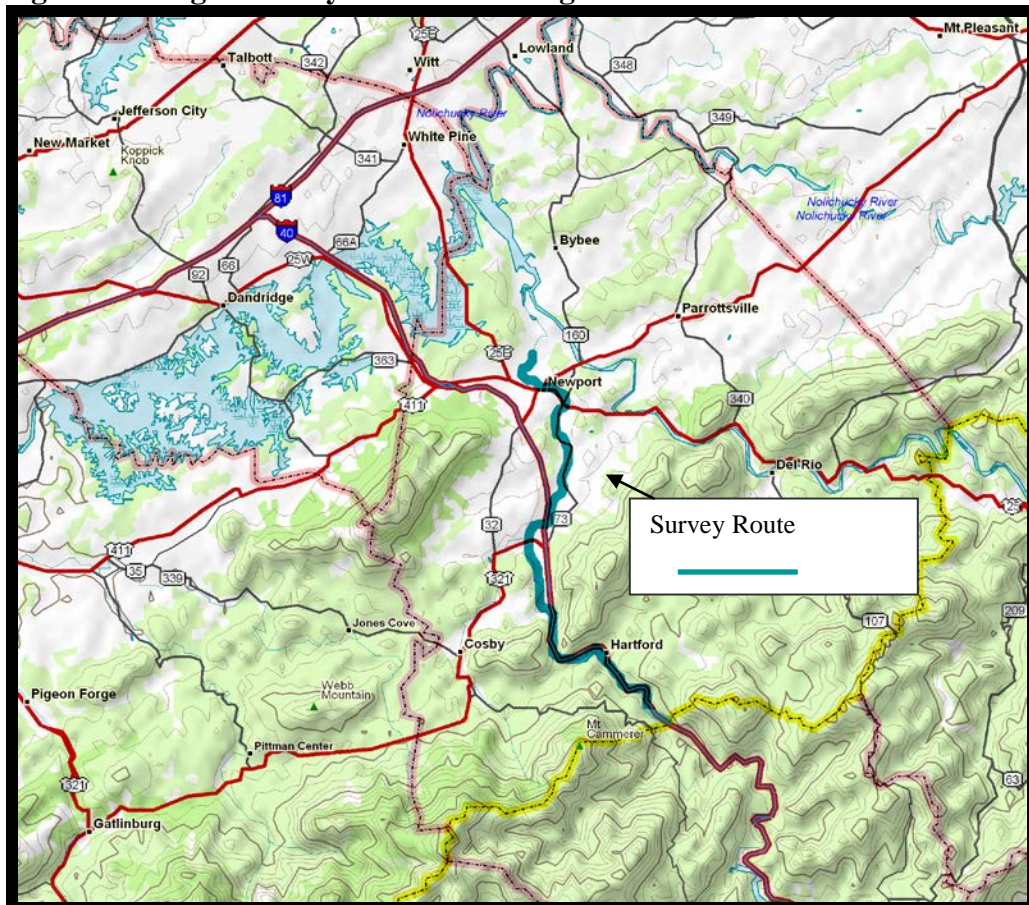 25E
Mt Pleasant
Lowland
Talbott
342
Witt
348
Jefferson City
Nolichucky River
349
New Market
Koppick
Knob
White Pine
341
81
Nolichucky River
Nolichucky River
40
66A
Bybee
25W
92
66
Dandridge
Parrottsville
160
25E
363
Newport
411
340
Del Rio
25
32
73
Survey Route
411
35
339
321
209
107
Jones Cove
Cosby
Hartford
Webb
Mountain
Pigeon Forge
Mt
Cammerer
Pittman Center
321
63
Gatlinburg